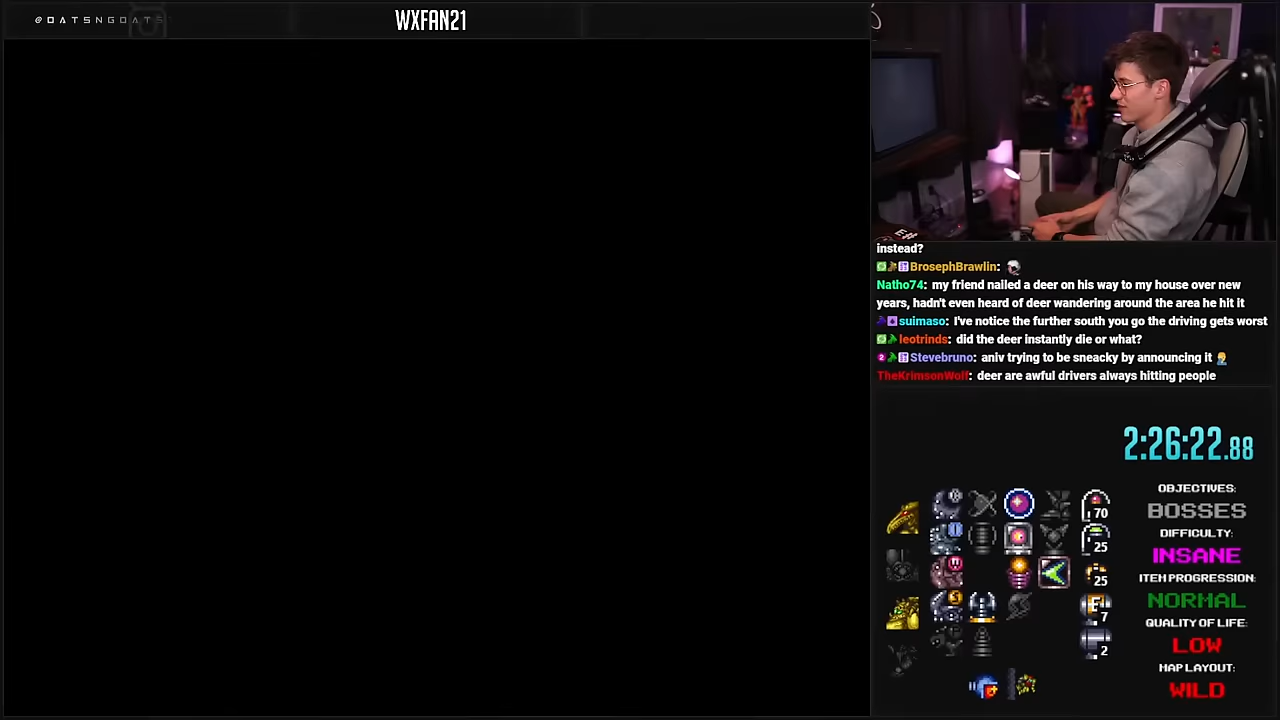 @OATSNGOATS
WXFAN21
instead?
BrosephBrawlin:
Natho74: my friend nailed a deer on his way to my house over new
years, hadn't even heard of deer wandering around the area he hit it
suimaso: I've notice the further south you go the driving gets worst
leotrinds: did the deer instantly die or what?
Stevebruno: aniv trying to be sneacky by announcing it
TheKrimsonWolf: deer are awful drivers always hitting people
2:26:22.88
OBJECTIVES:
BOSSES
DIFFICULTY:
INSANE
ITEM PROGRESSION:
NORMAL
QUALITY OF LIFE:
LOW
MAP LAYOUT:
WILD
70
25
25
7
2